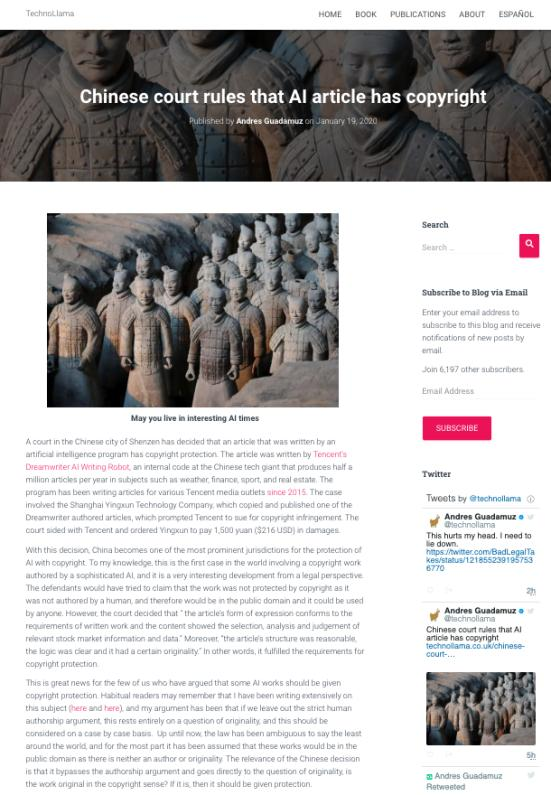 TechnoLlama
HOME BOOK PUBLICATIONS ABOUT ESPAÑOL
Chinese court rules that AI article has copyright
Published by Andres Guadamuz on January 19, 2020
May you live in interesting AI times
A court in the Chinese city of Shenzen has decided that an article that was written by an
artificial intelligence program has copyright protection. The article was written by Tencent's
Dreamwriter AI Writing Robot, an internal code at the Chinese tech giant that produces half a
million articles per year in subjects such as weather, finance, sport, and real estate. The
program has been writing articles for various Tencent media outlets since 2015. The case
involved the Shanghai Yingxun Technology Company, which copied and published one of the
Dreamwriter authored articles, which prompted Tencent to sue for copyright infringement. The
court sided with Tencent and ordered Yingxun to pay 1,500 yuan ($216 USD) in damages.
With this decision, China becomes one of the most prominent jurisdictions for the protection of
AI with copyright. To my knowledge, this is the first case in the world involving a copyright work
authored by a sophisticated AI, and it is a very interesting development from a legal perspective.
The defendants would have tried to claim that the work was not protected by copyright as it
was not authored by a human, and therefore would be in the public domain and it could be used
by anyone. However, the court decided that " the article's form of expression conforms to the
requirements of written work and the content showed the selection, analysis and judgement of
relevant stock market information and data." Moreover, "the article's structure was reasonable,
the logic was clear and it had a certain originality." In other words, it fulfilled the requirements for
copyright protection.
This is great news for the few of us who have argued that some AI works should be given
copyright protection. Habitual readers may remember that I have been writing extensively on
this subject (here and here), and my argument has been that if we leave out the strict human
authorship argument, this rests entirely on a question of originality, and this should be
considered on a case by case basis. Up until now, the law has been ambiguous to say the least
around the world, and for the most part it has been assumed that these works would be in the
public domain as there is neither an author or originality. The relevance of the Chinese decision
is that it bypasses the authorship argument and goes directly to the question of originality, is
the work original in the copyright sense? If it is, then it should be given protection.
Search
Search …
Subscribe to Blog via Email
Enter your email address to
subscribe to this blog and receive
notifications of new posts by
email.
Join 6,197 other subscribers.
Email Address
SUBSCRIBE
Twitter
Tweets by @technollama
Andres Guadamuz
@technollama
This hurts my head. I need to
lie down.
https://twitter.com/BadLegalTa
kes/status/121855239195753
6770
2h
Andres Guadamuz
@technollama
Chinese court rules that AI
article has copyright
technollama.co.uk/chinese-
court-…
5h
Andres Guadamuz
Retweeted